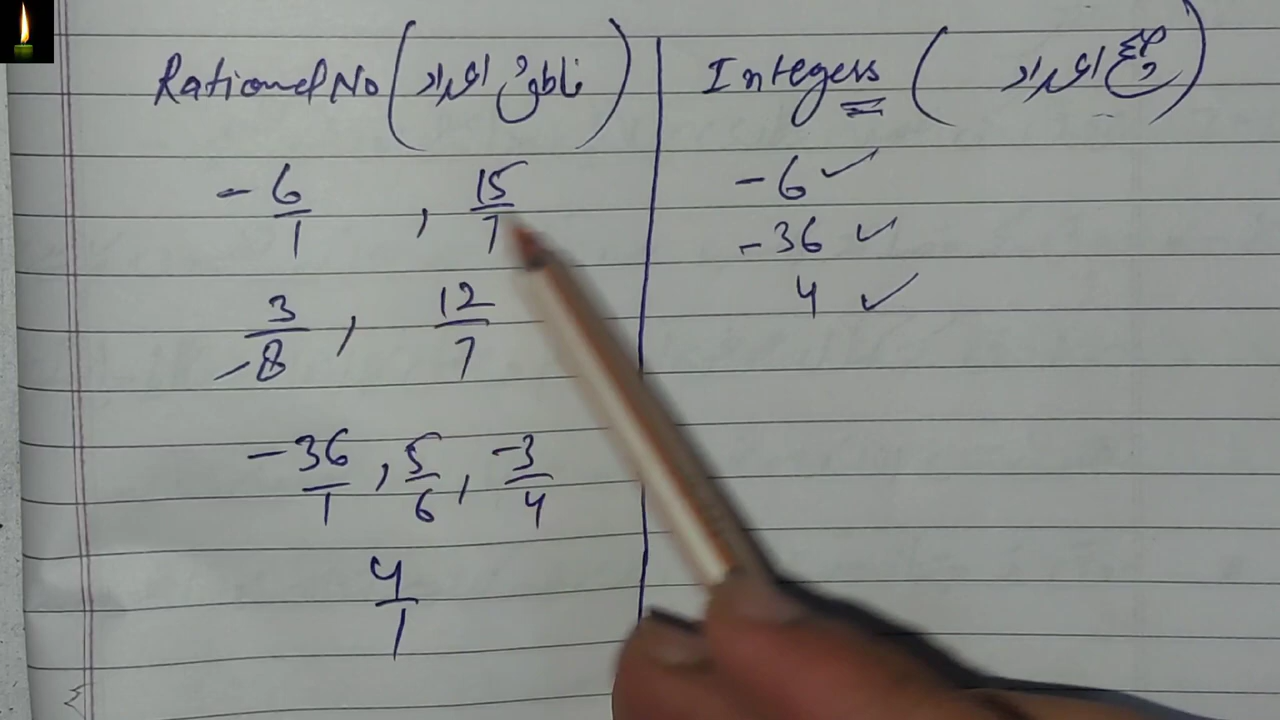 Rational No (ناطق اعداد) | Integers (صحیح اعداد)
-6/1 , 15/7 | -6 ✓
-36 ✓
3/-8 , 12/7 | 4 ✓
-36/1 , 5/6 , -3/4
4/1